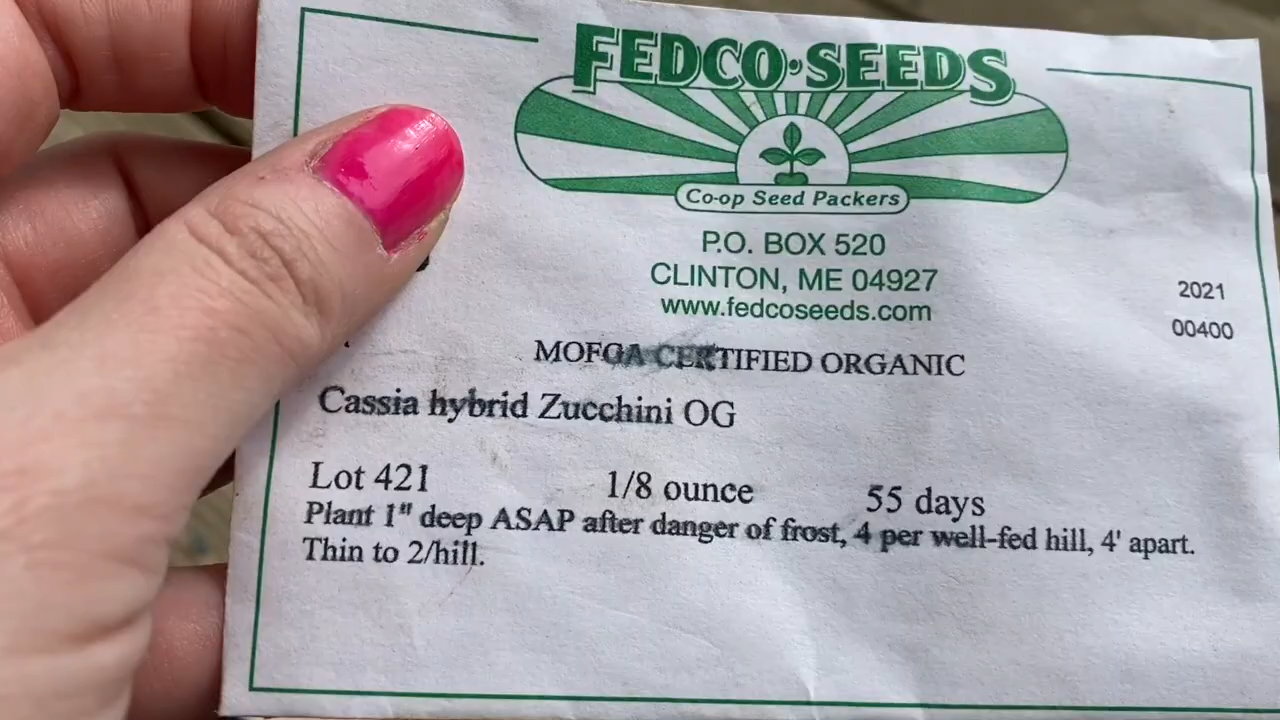 FEDCO·SEEDS
Co-op Seed Packers
P.O. BOX 520
CLINTON, ME 04927
www.fedcoseeds.com
2021
00400
MOFGA CERTIFIED ORGANIC
Cassia hybrid Zucchini OG
Lot 421 1/8 ounce 55 days
Plant 1" deep ASAP after danger of frost, 4 per well-fed hill, 4' apart.
Thin to 2/hill.